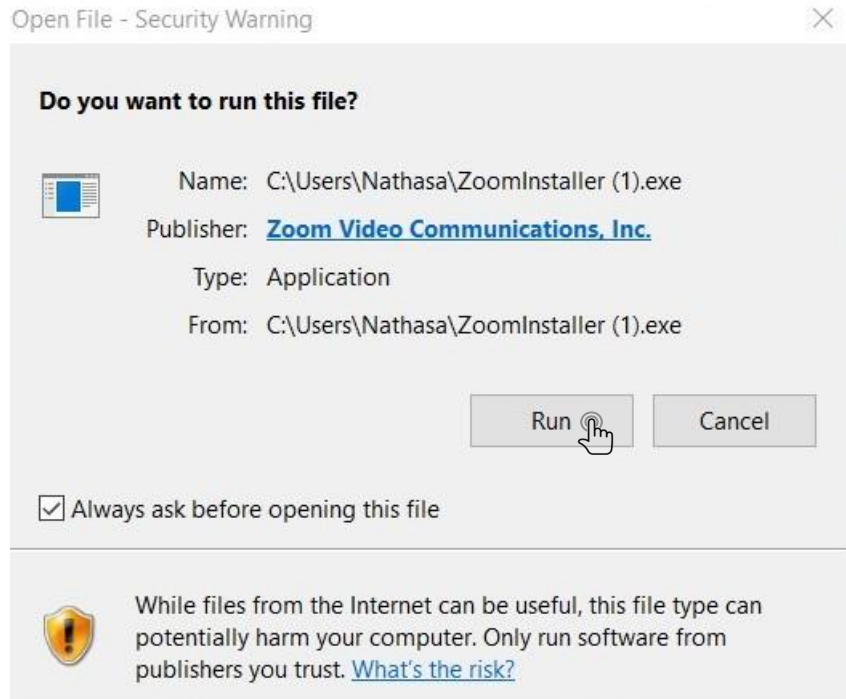 Open File - Security Warning
Do you want to run this file?
Name: C:\Users\Nathasa\ZoomInstaller (1).exe
Publisher: Zoom Video Communications, Inc.
Type: Application
From: C:\Users\Nathasa\ZoomInstaller (1).exe
Run Cancel
Always ask before opening this file
While files from the Internet can be useful, this file type can
potentially harm your computer. Only run software from
publishers you trust. What's the risk?